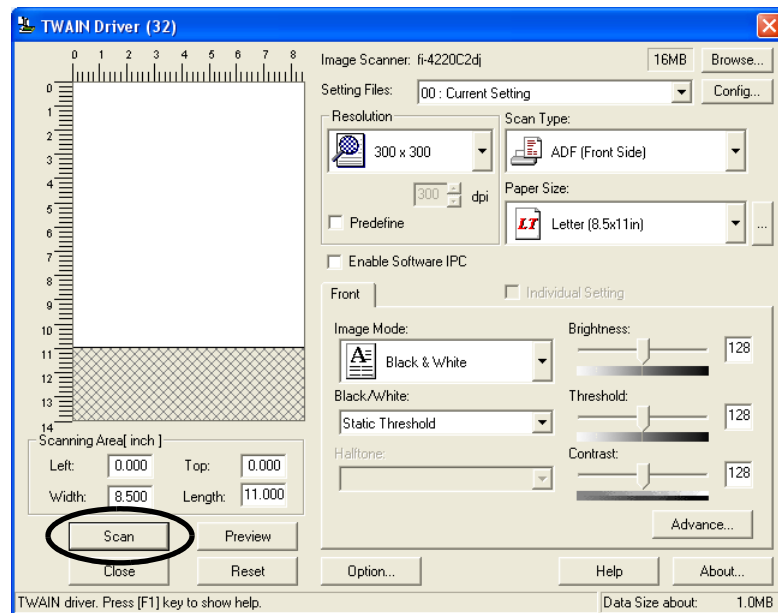 TWAIN Driver (32)
0 1 2 3 4 5 6 7 8
0
1
2
3
4
5
6
7
8
9
10
11
12
13
14
Image Scanner: fi-4220C2dj 16MB Browse...
Setting Files: 00 : Current Setting Config...
Resolution
300 x 300
300 dpi
Predefine
Scan Type:
ADF (Front Side)
Paper Size:
LT Letter (8.5x11in) ...
Enable Software IPC
Front
Individual Setting
Image Mode:
A Black & White
Black/White:
Static Threshold
Halftone:
Brightness:
128
Threshold:
128
Contrast:
128
Advance...
Scanning Area[ inch ]
Left: 0.000 Top: 0.000
Width: 8.500 Length: 11.000
Scan Preview
Close Reset Option... Help About...
TWAIN driver. Press [F1] key to show help. Data Size about: 1.0MB